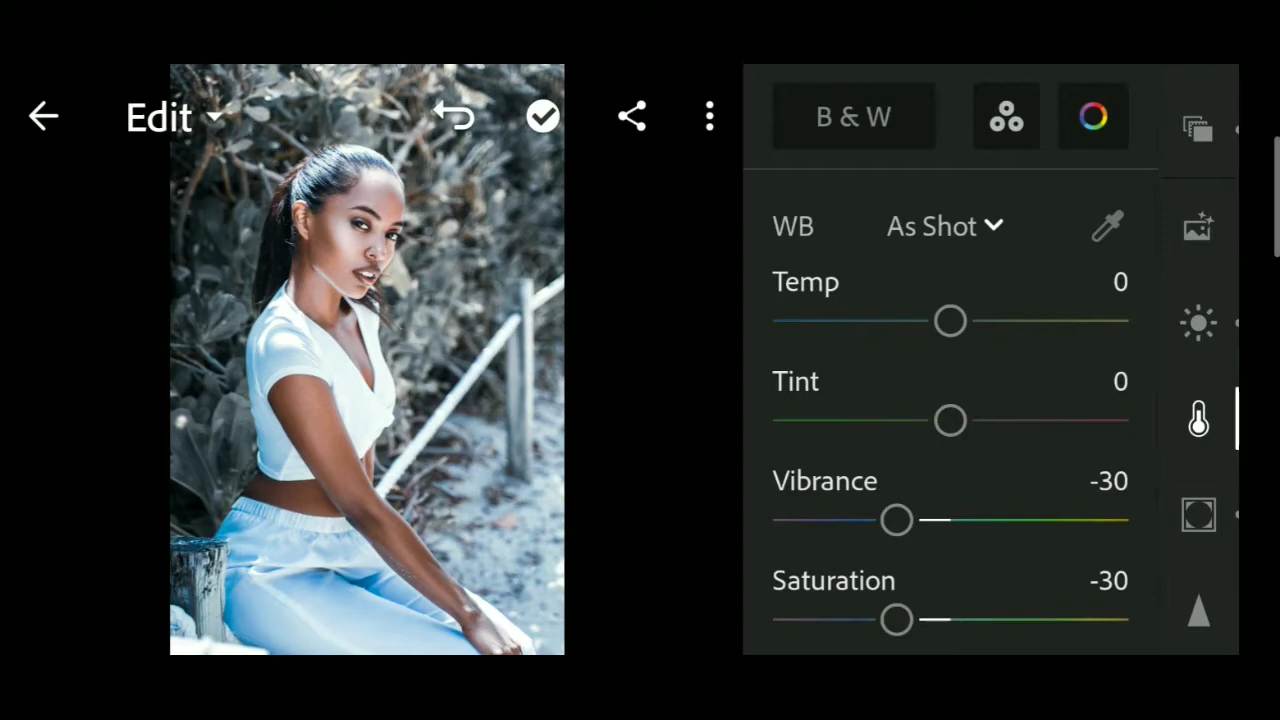 Edit
B & W
WB As Shot
Temp 0
Tint 0
Vibrance -30
Saturation -30